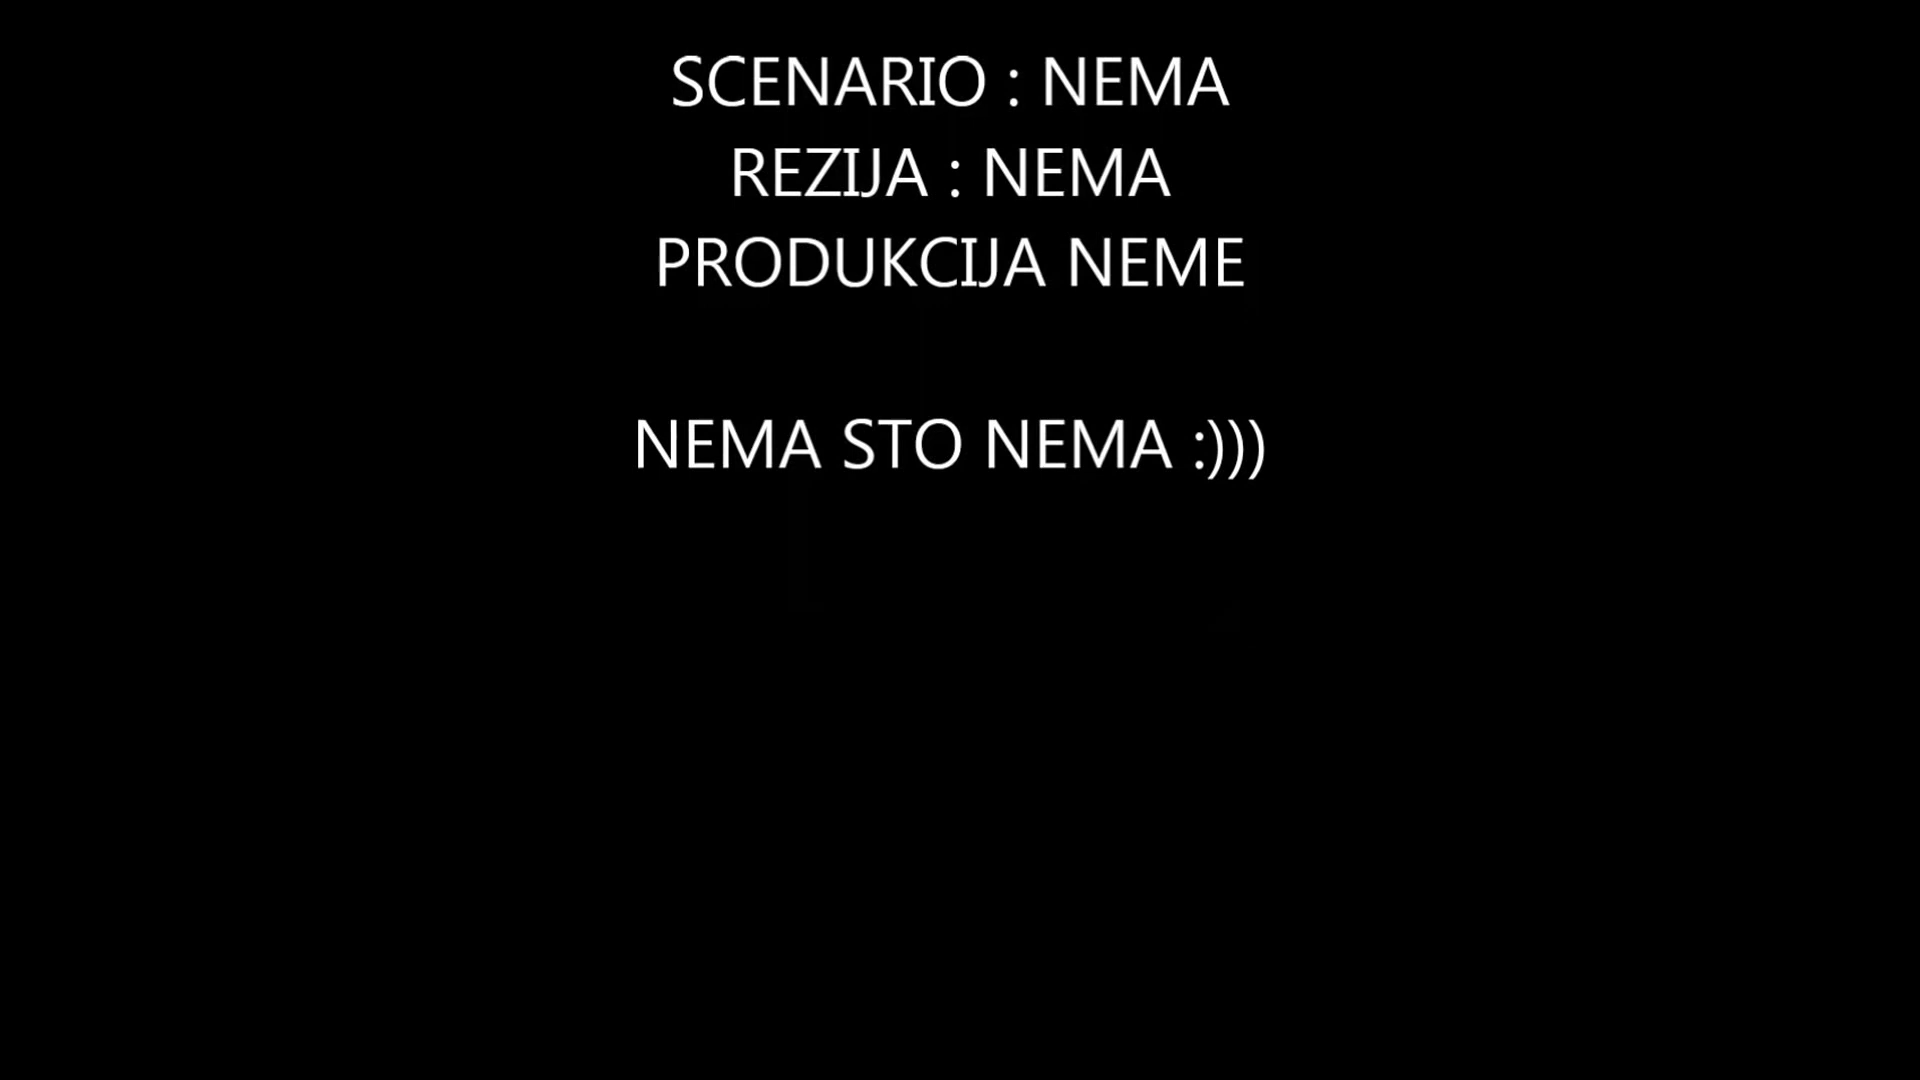 SCENARIO : NEMA
REZIJA : NEMA
PRODUKCIJA NEME
NEMA STO NEMA :)))